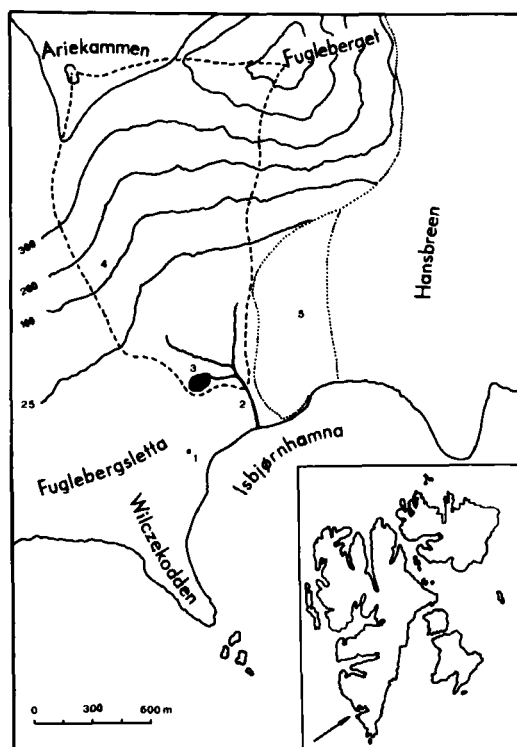 Ariekammen
Fugleberget
Hansbreen
300
200
100
4
5
25
3
2
1
Fuglebergsletta
Isbjørnhamna
Wilczekodden
0 300 600 m